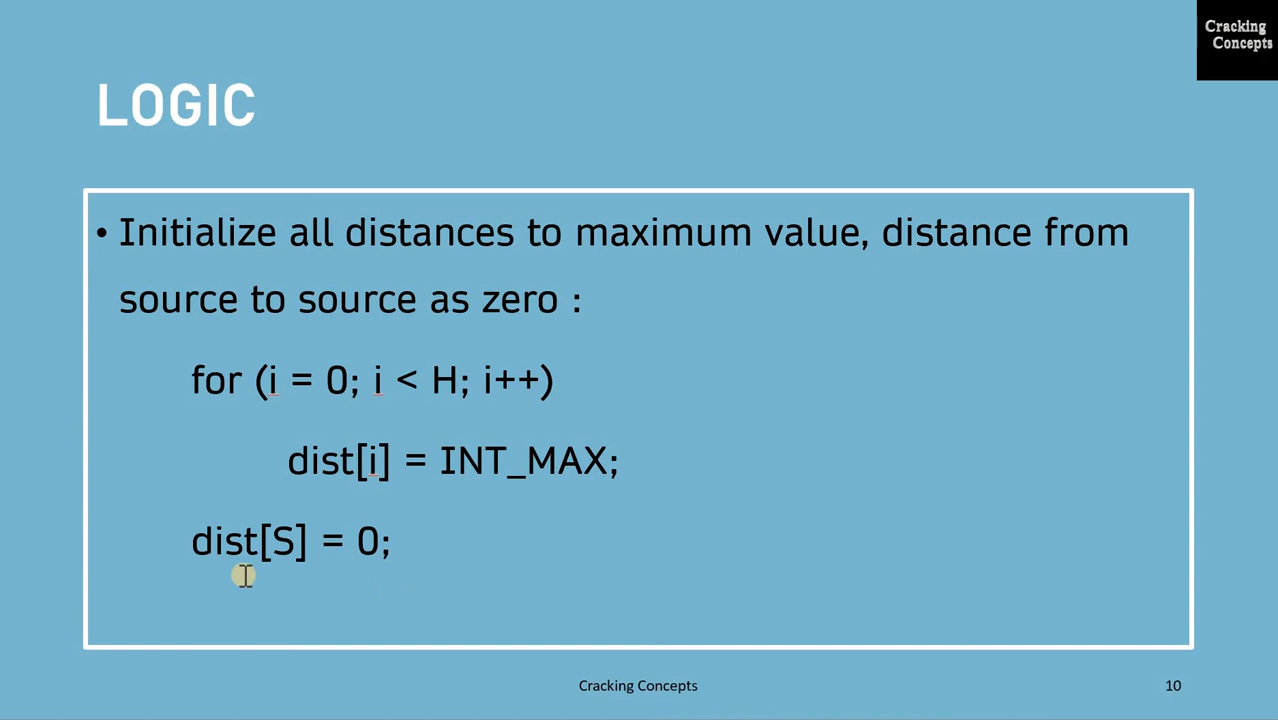 Cracking
Concepts
LOGIC
• Initialize all distances to maximum value, distance from
source to source as zero :
for (i = 0; i < H; i++)
dist[i] = INT_MAX;
dist[S] = 0;
Cracking Concepts
10